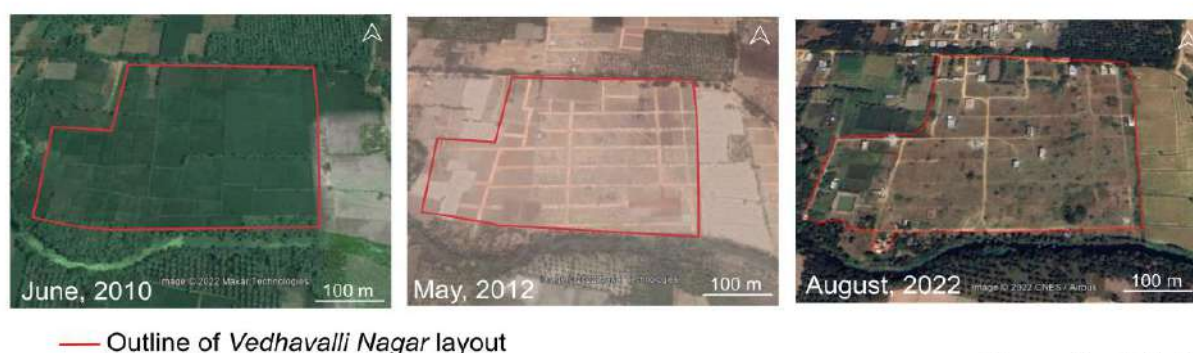 Image © 2022 Maxar Technologies
June, 2010
100 m
May, 2012
100 m
Image © 2022 CNES / Airbus
August, 2022
100 m
Outline of Vedhavalli Nagar layout